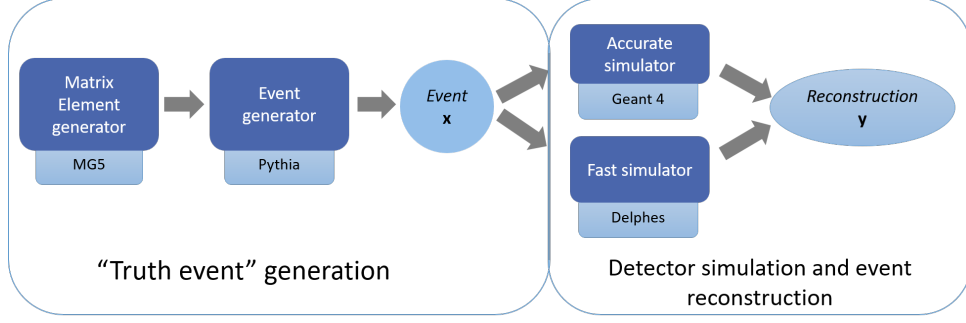 Matrix
Element
generator
MG5
Event
generator
Pythia
Event
x
Accurate
simulator
Geant 4
Fast simulator
Delphes
Reconstruction
y
“Truth event” generation
Detector simulation and event
reconstruction